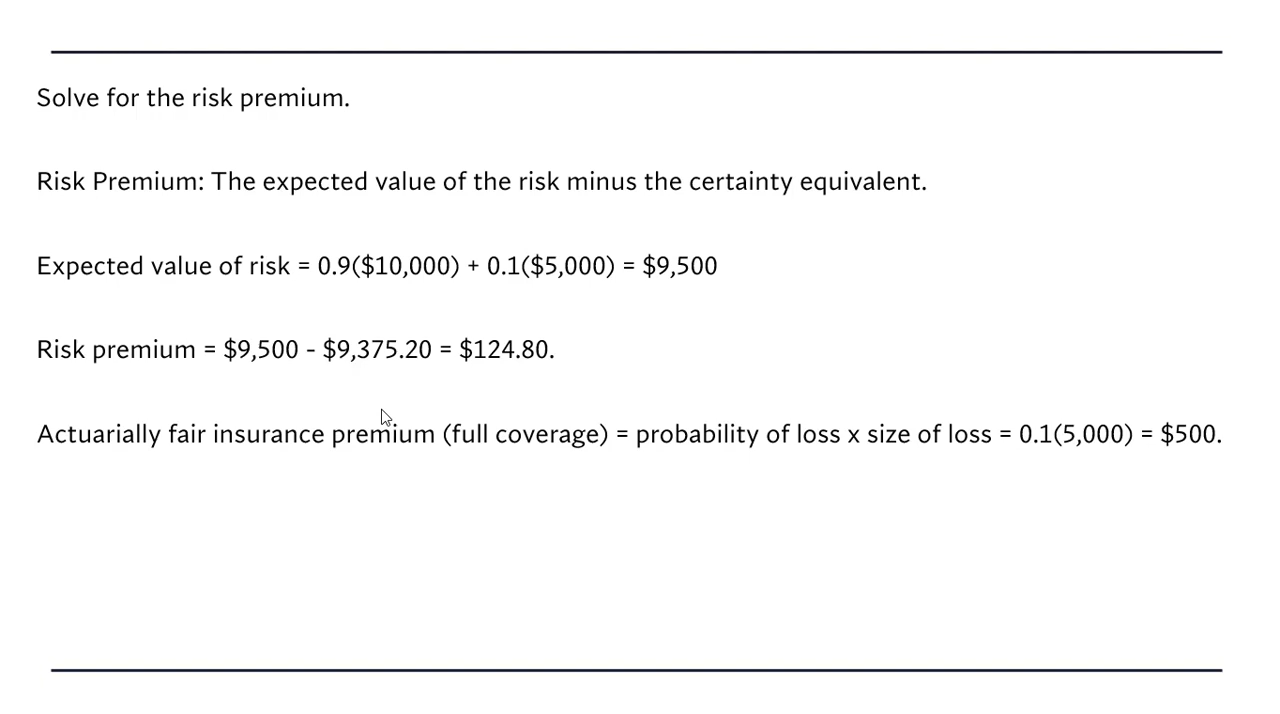 Solve for the risk premium.
Risk Premium: The expected value of the risk minus the certainty equivalent.
Expected value of risk = 0.9($10,000) + 0.1($5,000) = $9,500
Risk premium = $9,500 - $9,375.20 = $124.80.
Actuarially fair insurance premium (full coverage) = probability of loss x size of loss = 0.1(5,000) = $500.